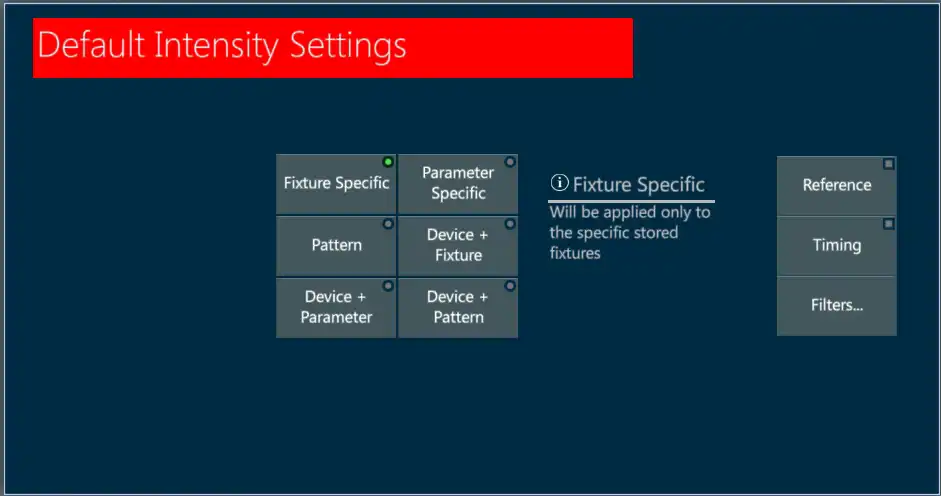 Default Intensity Settings
Fixture Specific
Parameter
Specific
Pattern
Device +
Fixture
Device +
Parameter
Device +
Pattern
Fixture Specific
Will be applied only to
the specific stored
fixtures
Reference
Timing
Filters...